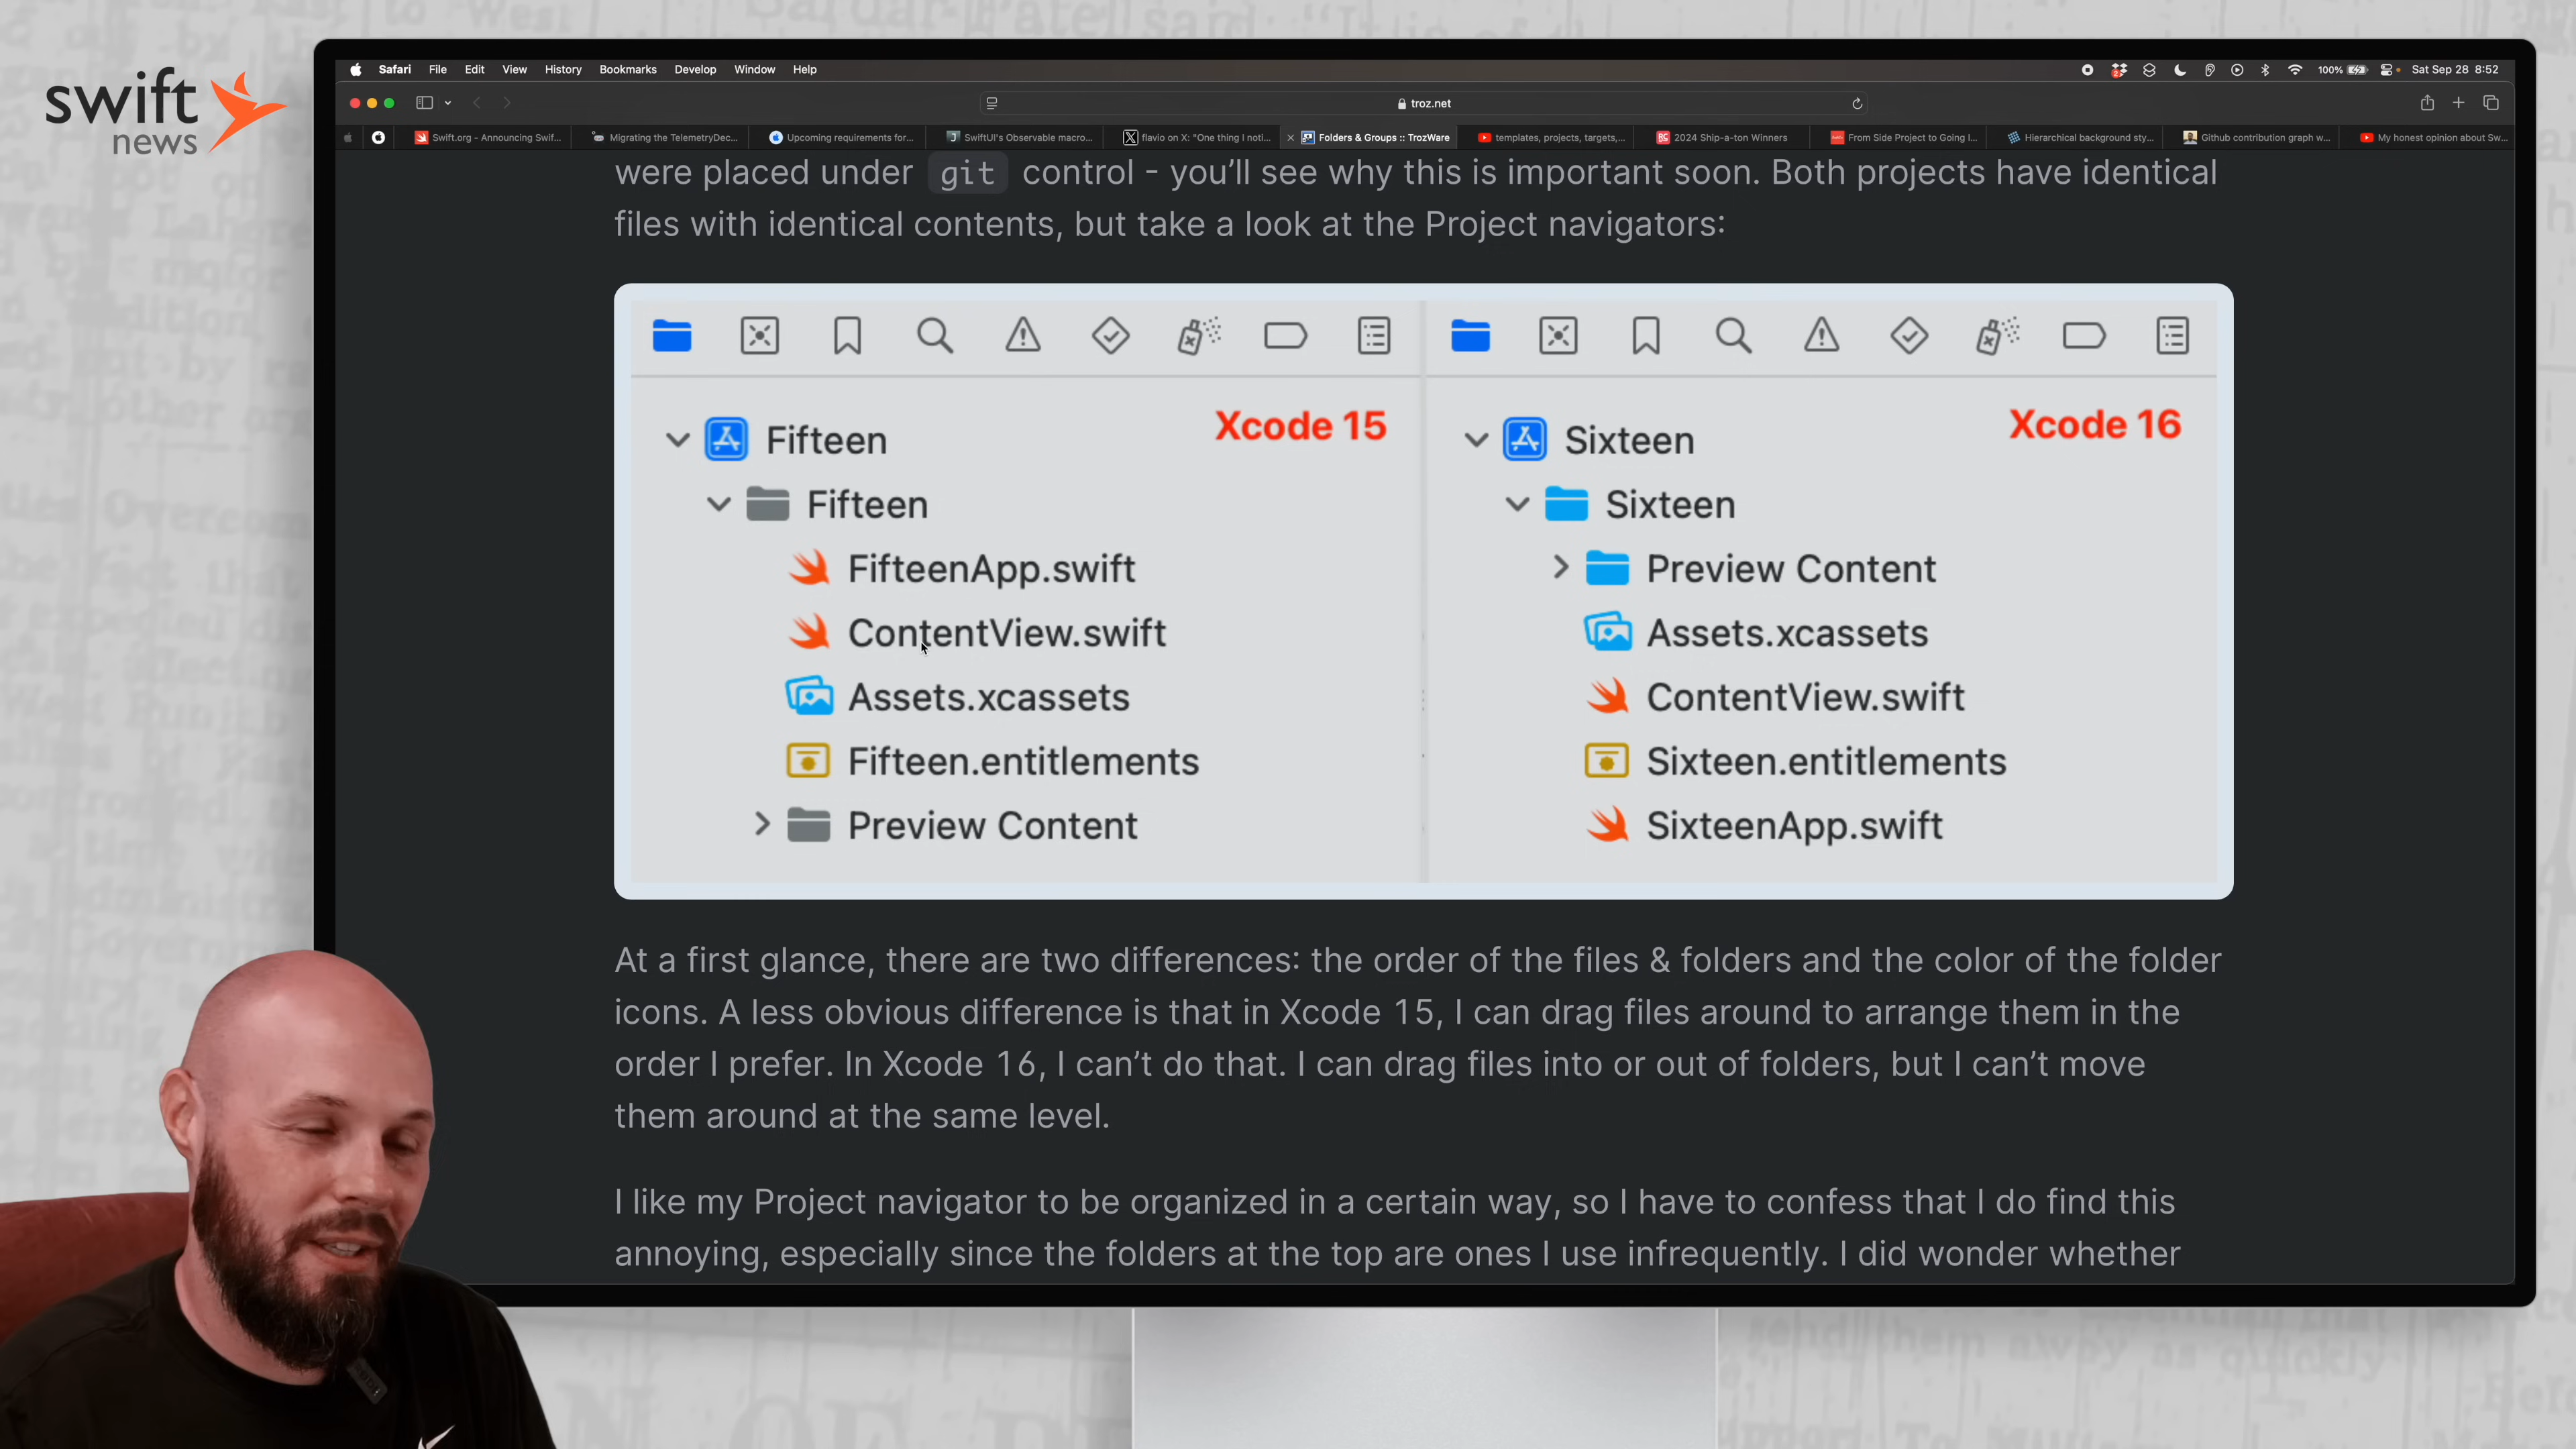 swift
news
Safari File Edit View History Bookmarks Develop Window Help
100% Sat Sep 28 8:52
troz.net
Swift.org - Announcing Swif...
Migrating the TelemetryDec...
Upcoming requirements for...
SwiftUI's Observable macro...
flavio on X: "One thing I noti...
Folders & Groups :: TrozWare
templates, projects, targets,...
2024 Ship-a-ton Winners
From Side Project to Going I...
Hierarchical background sty...
Github contribution graph w...
My honest opinion about Sw...
were placed under git control - you'll see why this is important soon. Both projects have identical
files with identical contents, but take a look at the Project navigators:
Xcode 15
Fifteen
Fifteen
FifteenApp.swift
ContentView.swift
Assets.xcassets
Fifteen.entitlements
Preview Content
Xcode 16
Sixteen
Sixteen
Preview Content
Assets.xcassets
ContentView.swift
Sixteen.entitlements
SixteenApp.swift
At a first glance, there are two differences: the order of the files & folders and the color of the folder
icons. A less obvious difference is that in Xcode 15, I can drag files around to arrange them in the
order I prefer. In Xcode 16, I can't do that. I can drag files into or out of folders, but I can't move
them around at the same level.
I like my Project navigator to be organized in a certain way, so I have to confess that I do find this
annoying, especially since the folders at the top are ones I use infrequently. I did wonder whether